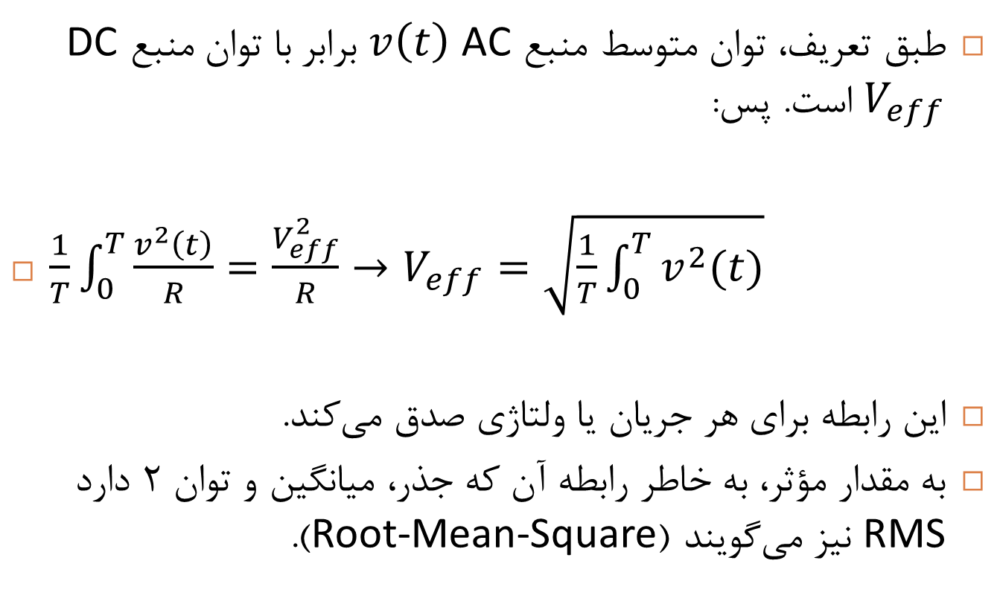 طبق تعریف، توان متوسط منبع AC v(t) برابر با توان منبع DC
V_{eff} است. پس:
\frac{1}{T} \int_0^T \frac{v^2(t)}{R} = \frac{V_{eff}^2}{R} → V_{eff} = \sqrt{\frac{1}{T} \int_0^T v^2(t)}
این رابطه برای هر جریان یا ولتاژی صدق می‌کند.
به مقدار مؤثر، به خاطر رابطه آن که جذر، میانگین و توان ۲ دارد
RMS نیز می‌گویند (Root-Mean-Square).